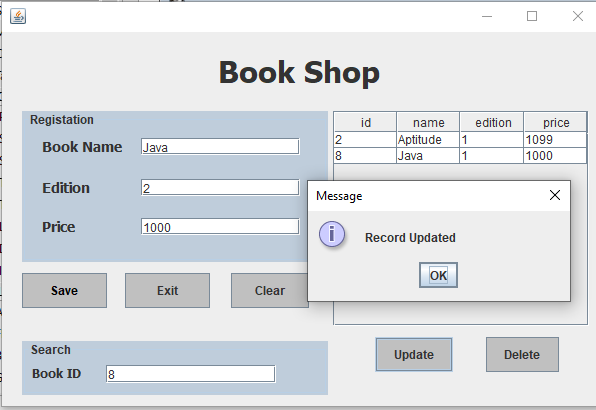 Book Shop
Registation
Book Name Java
Edition 2
Price 1000
Save Exit Clear
Search
Book ID 8
id name edition price
2 Aptitude 1 1099
8 Java 1 1000
Message
i
Record Updated
OK
Update Delete